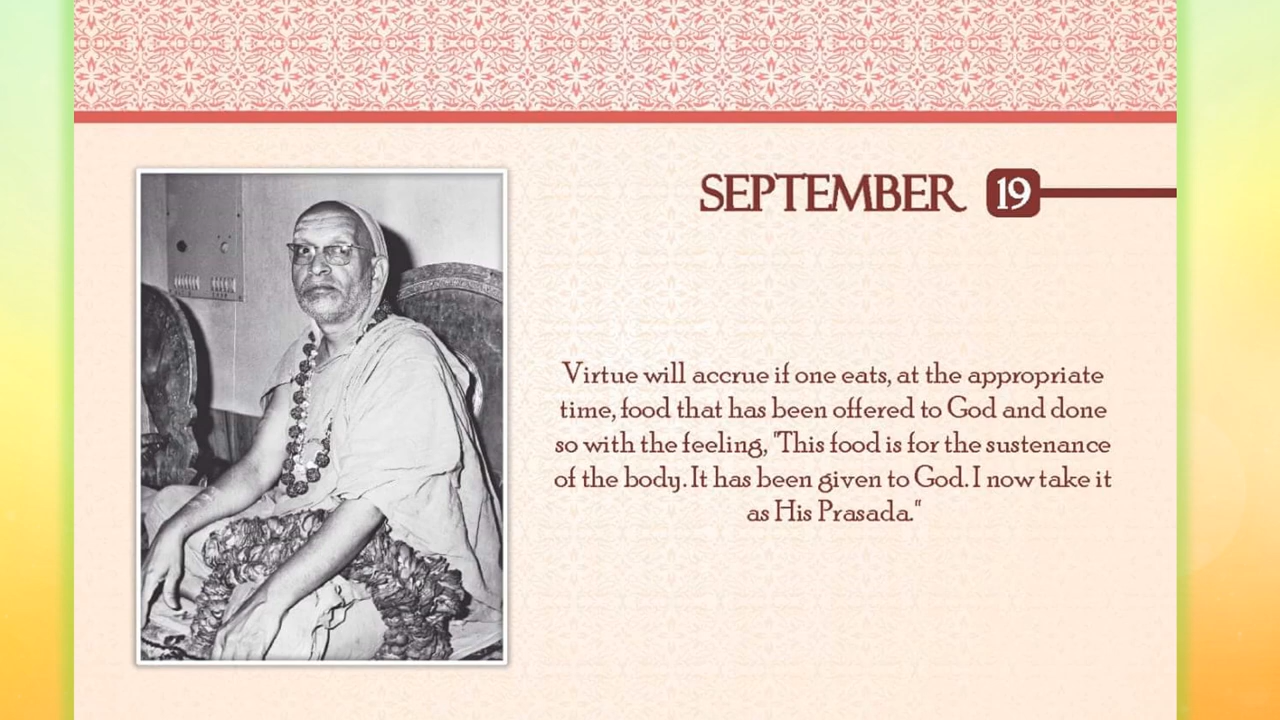 SEPTEMBER 19
Virtue will accrue if one eats, at the appropriate
time, food that has been offered to God and done
so with the feeling, "This food is for the sustenance
of the body. It has been given to God. I now take it
as His Prasada."